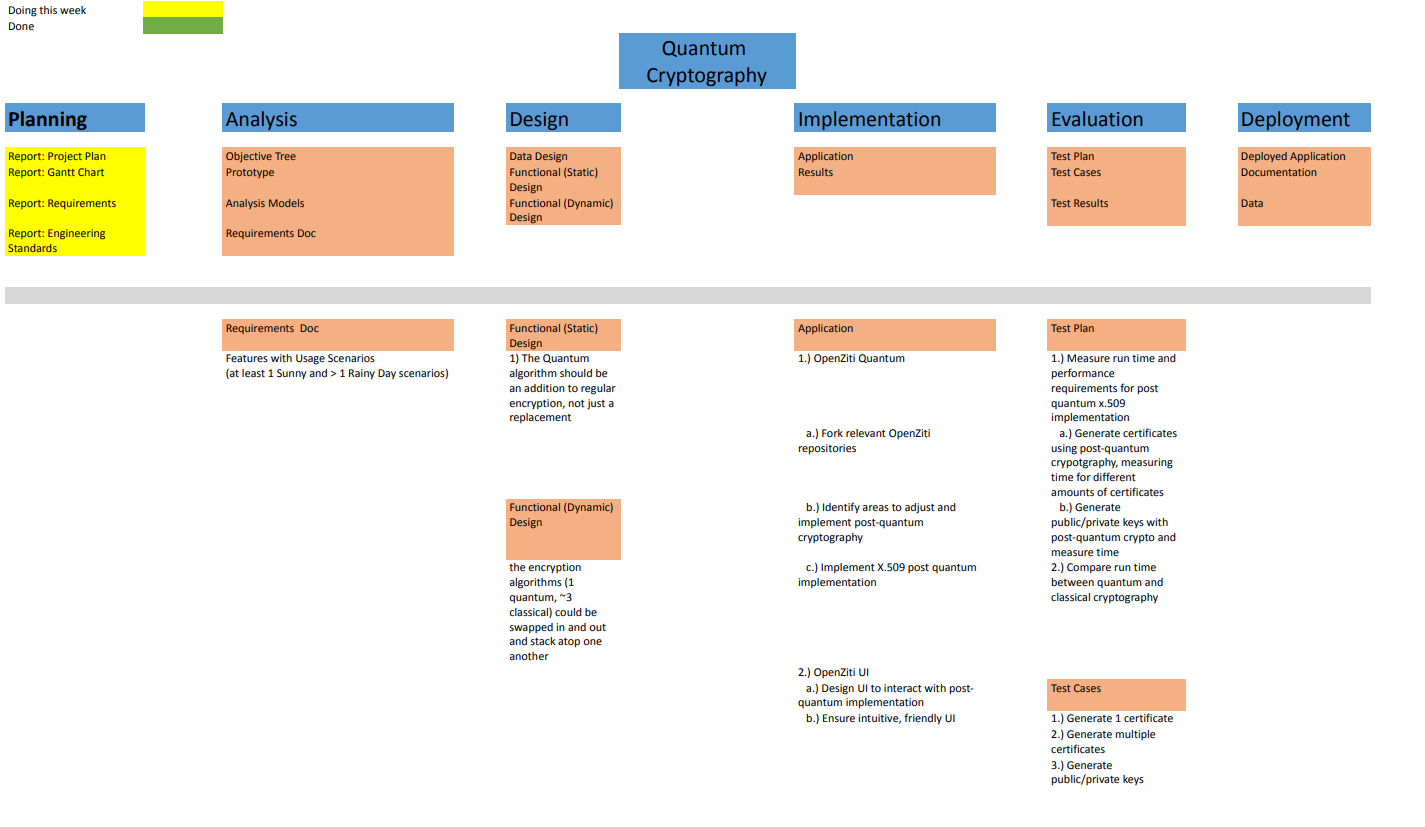 Doing this week
Done
Quantum
Cryptography
Planning
Analysis
Design
Implementation
Evaluation
Deployment
Report: Project Plan
Report: Gantt Chart
Report: Requirements
Report: Engineering
Standards
Objective Tree
Prototype
Analysis Models
Requirements Doc
Data Design
Functional (Static)
Design
Functional (Dynamic)
Design
Application
Results
Test Plan
Test Cases
Test Results
Deployed Application
Documentation
Data
Requirements  Doc
Features with Usage Scenarios
(at least 1 Sunny and > 1 Rainy Day scenarios)
Functional (Static)
Design
1) The Quantum
algorithm should be
an addition to regular
encryption, not just a
replacement
Functional (Dynamic)
Design
the encryption
algorithms (1
quantum, ~3
classical) could be
swapped in and out
and stack atop one
another
Application
1.) OpenZiti Quantum
a.) Fork relevant OpenZiti
repositories
b.) Identify areas to adjust and
implement post-quantum
cryptography
c.) Implement X.509 post quantum
implementation
2.) OpenZiti UI
a.) Design UI to interact with post-
quantum implementation
b.) Ensure intuitive, friendly UI
Test Plan
1.) Measure run time and
performance
requirements for post
quantum x.509
implementation
a.) Generate certificates
using post-quantum
crypotgraphy, measuring
time for different
amounts of certificates
b.) Generate
public/private keys with
post-quantum crypto and
measure time
2.) Compare run time
between quantum and
classical cryptography
Test Cases
1.) Generate 1 certificate
2.) Generate multiple
certificates
3.) Generate
public/private keys